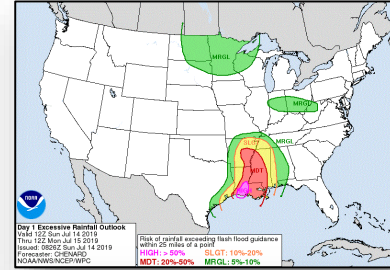 MRGL
MRGL
MRGL
SLGT
MDT
NOAA
Day 1 Excessive Rainfall Outlook
Valid 12Z Sun Jul 14 2019
Thru 12Z Mon Jul 15 2019
Issued: 0826Z Sun Jul 14 2019
Forecaster: CHENARD
NOAA/NWS/NCEP/WPC
Risk of rainfall exceeding flash flood guidance
within 25 miles of a point
HIGH: > 50% SLGT: 10%-20%
MDT: 20%-50% MRGL: 5%-10%